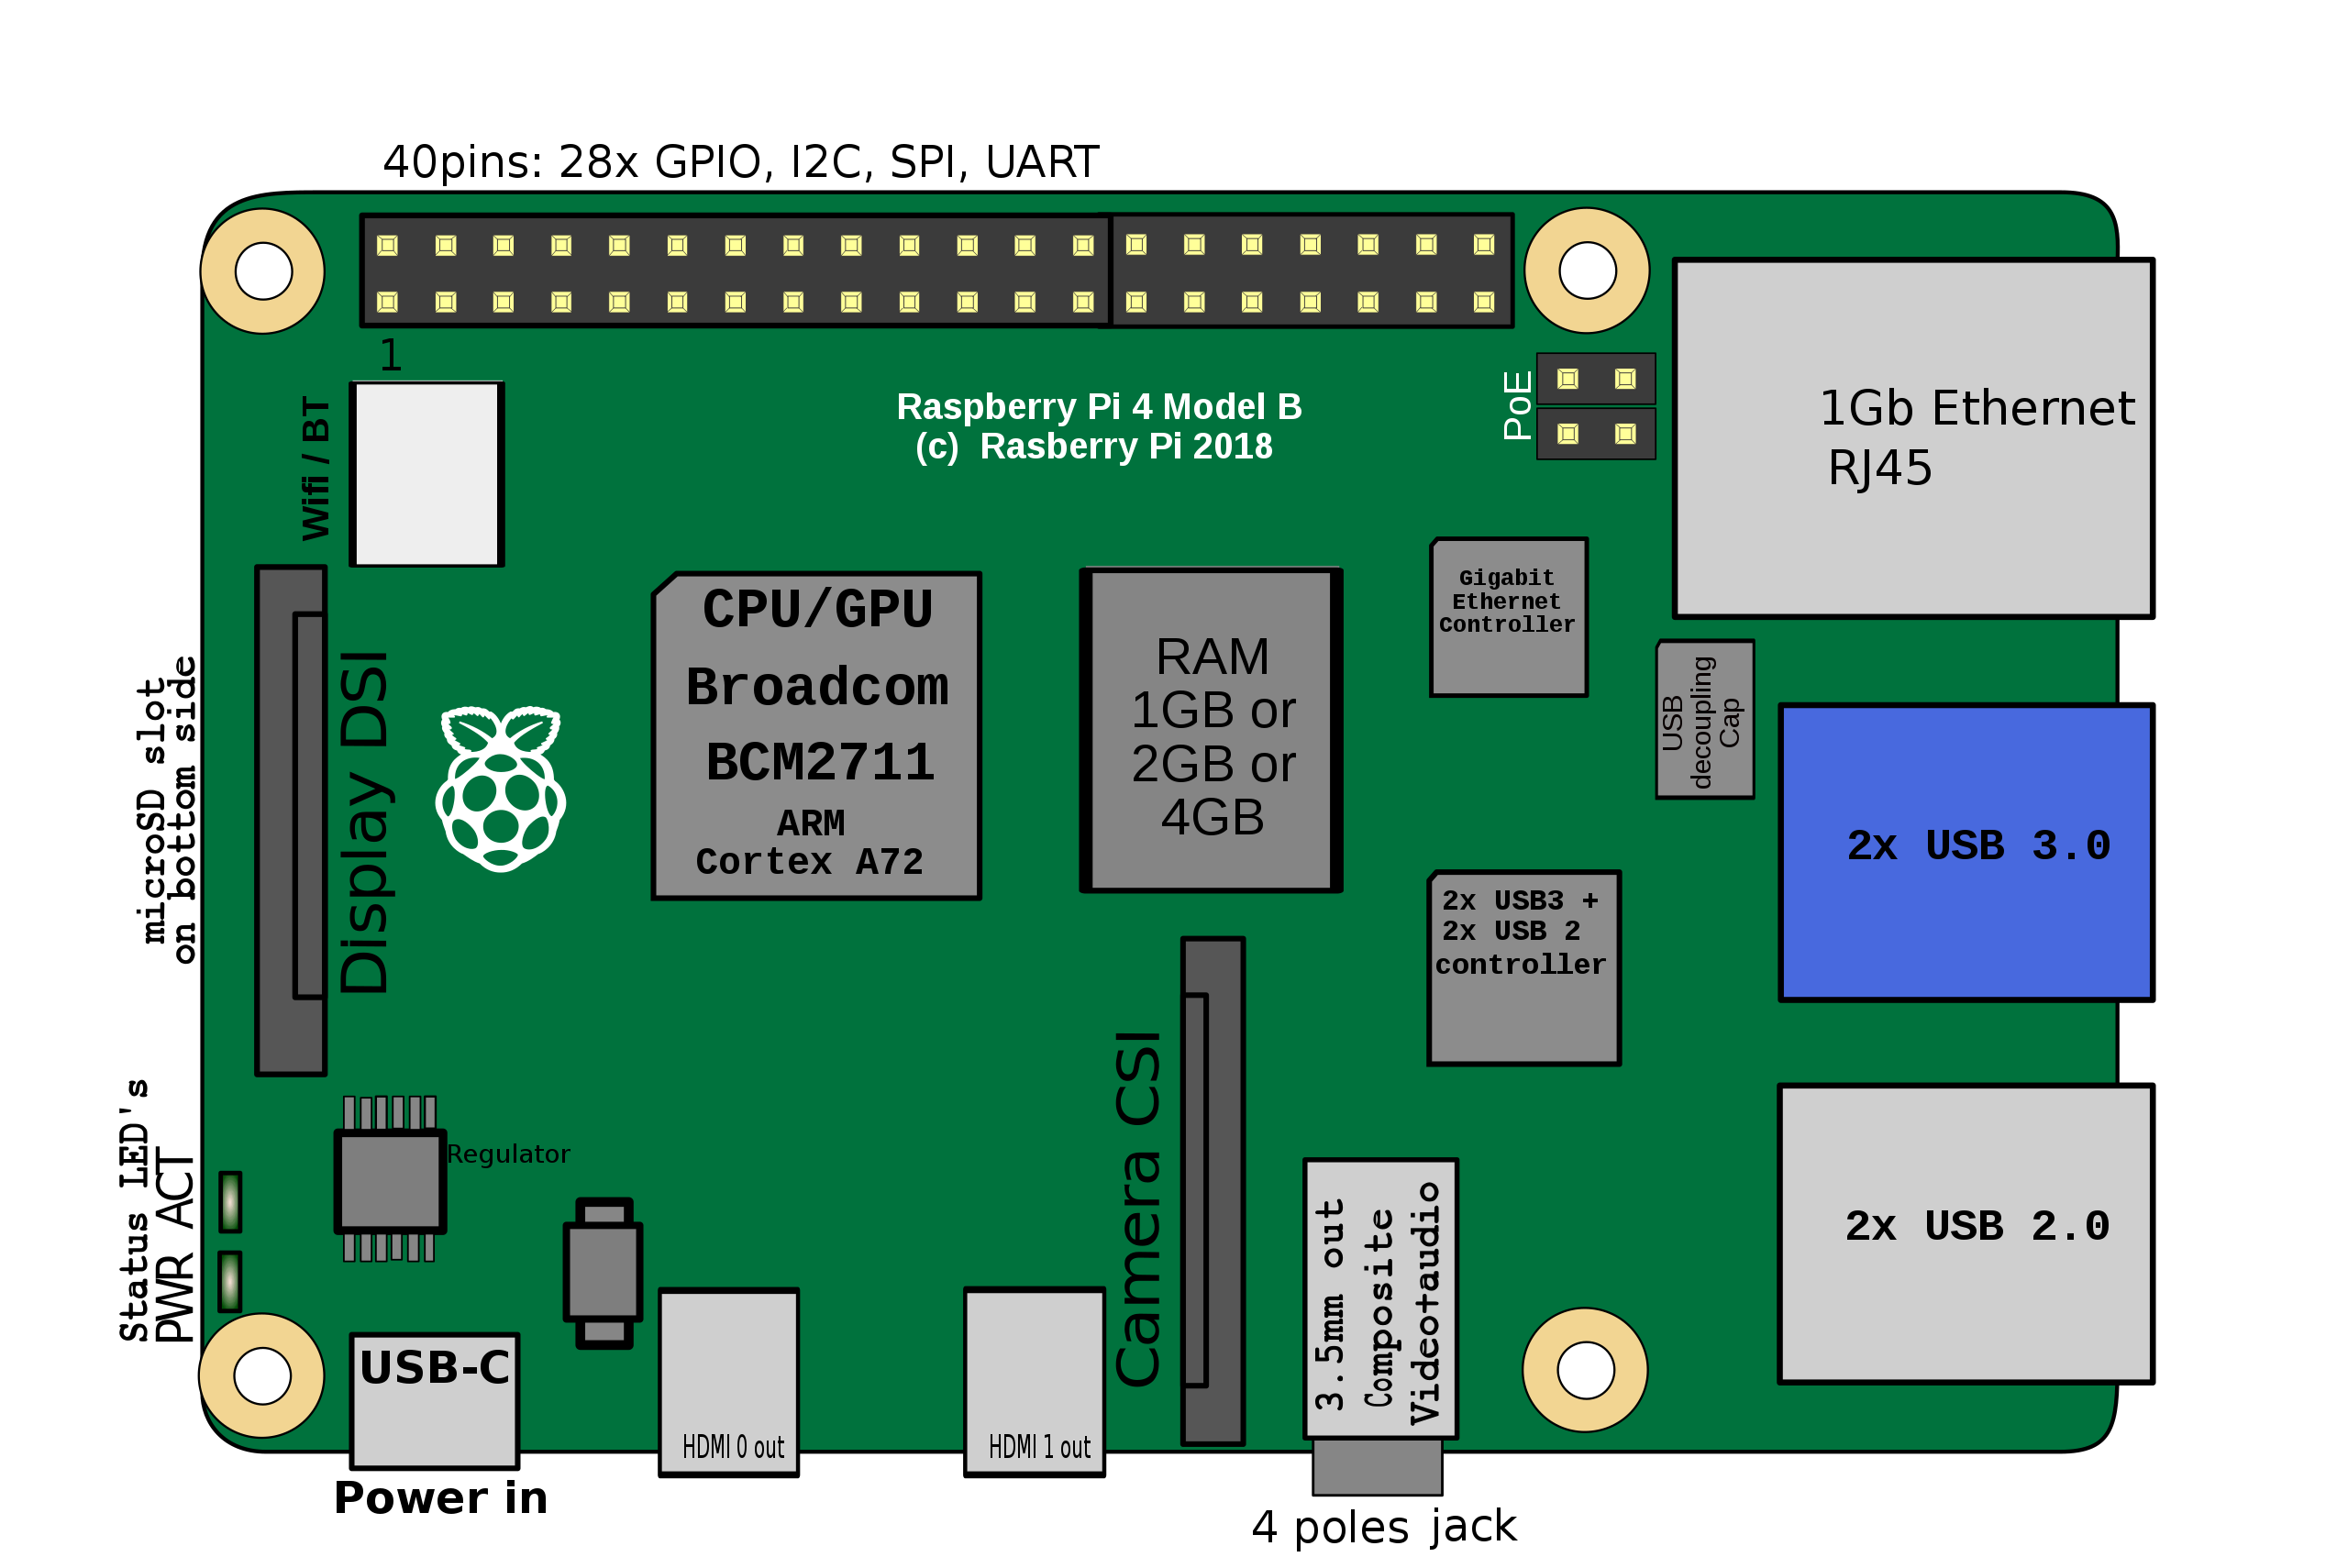 40pins: 28x GPIO, I2C, SPI, UART
1
Wifi / BT
Raspberry Pi 4 Model B
(c)  Rasberry Pi 2018
PoE
1Gb Ethernet
RJ45
microSD slot
on bottom side
Display DSI
CPU/GPU
Broadcom
BCM2711
ARM
Cortex A72
RAM
1GB or
2GB or
4GB
Gigabit
Ethernet
Controller
USB
decoupling
Cap
2x USB 3.0
2x USB3 +
2x USB 2
controller
Status LED's
PWR ACT
Regulator
Camera CSI
3.5mm out
Composite
Video+audio
2x USB 2.0
USB-C
HDMI 0 out
HDMI 1 out
Power in
4 poles jack